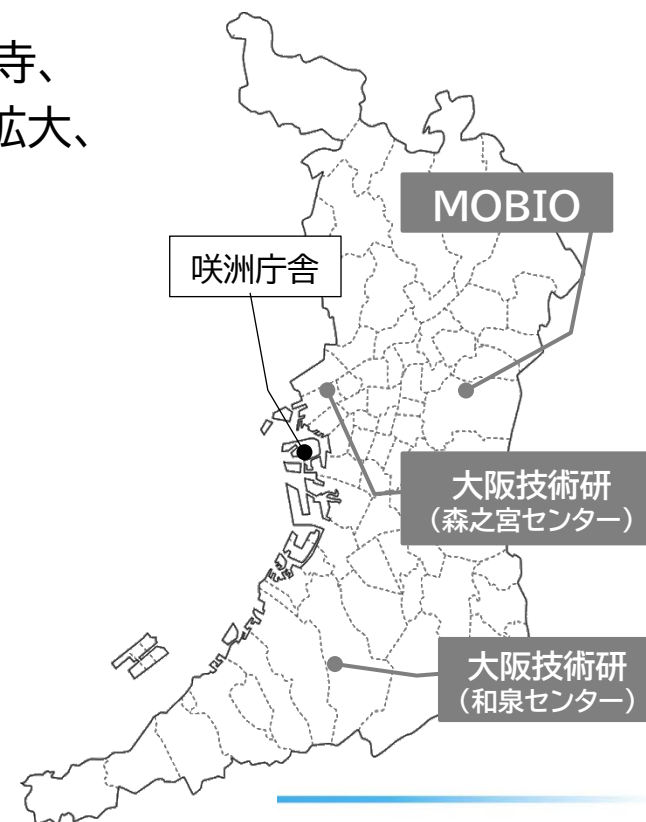 寺、
拡大、
MOBIO
咲洲庁舎
大阪技術研
（森之宮センター）
大阪技術研
（和泉センター）